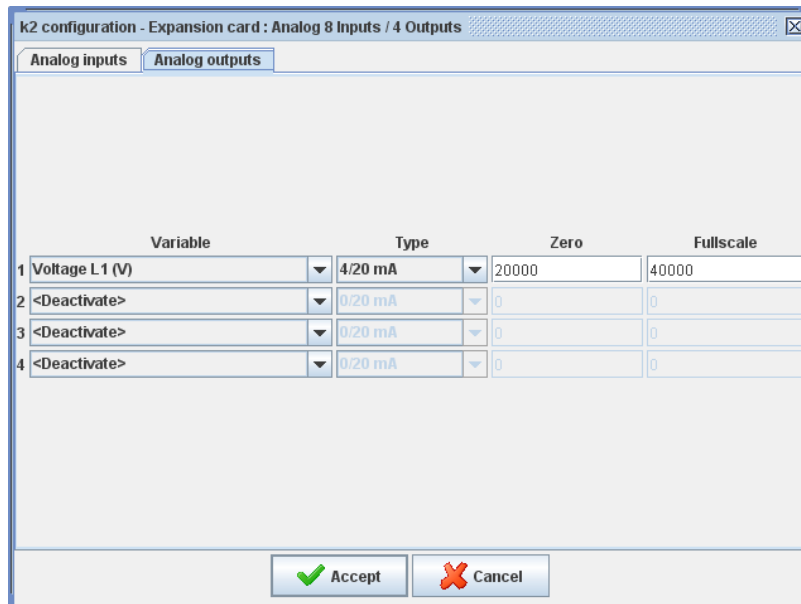 k2 configuration - Expansion card : Analog 8 Inputs / 4 Outputs
Analog inputs Analog outputs
Variable Type Zero Fullscale
1 Voltage L1 (V) 4/20 mA 20000 40000
2 <Deactivate> 0/20 mA 0 0
3 <Deactivate> 0/20 mA 0 0
4 <Deactivate> 0/20 mA 0 0
Accept Cancel